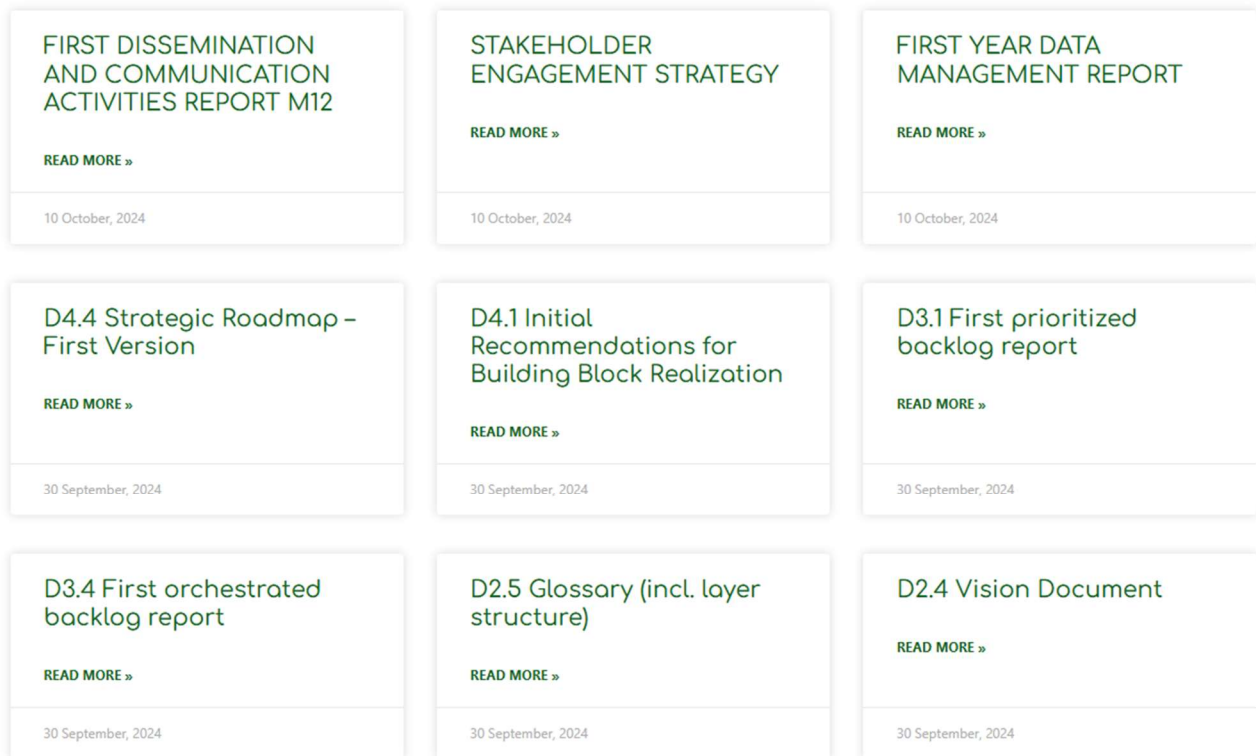 FIRST DISSEMINATION
AND COMMUNICATION
ACTIVITIES REPORT M12
READ MORE »
10 October, 2024
STAKEHOLDER
ENGAGEMENT STRATEGY
READ MORE »
10 October, 2024
FIRST YEAR DATA
MANAGEMENT REPORT
READ MORE »
10 October, 2024
D4.4 Strategic Roadmap –
First Version
READ MORE »
30 September, 2024
D4.1 Initial
Recommendations for
Building Block Realization
READ MORE »
30 September, 2024
D3.1 First prioritized
backlog report
READ MORE »
30 September, 2024
D3.4 First orchestrated
backlog report
READ MORE »
30 September, 2024
D2.5 Glossary (incl. layer
structure)
READ MORE »
30 September, 2024
D2.4 Vision Document
READ MORE »
30 September, 2024